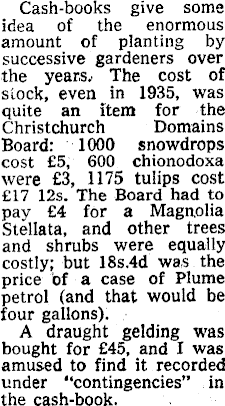 Cash-books give some
idea of the enormous
amount of planting by
successive gardeners over
the years. The cost of
stock, even in 1935, was
quite an item for the
Christchurch Domains
Board: 1000 snowdrops
cost £5, 600 chionodoxa
were £3, 1175 tulips cost
£17 12s. The Board had to
pay £4 for a Magnolia
Stellata, and other trees
and shrubs were equally
costly; but 18s.4d was the
price of a case of Plume
petrol (and that would be
four gallons).
A draught gelding was
bought for £45, and I was
amused to find it recorded
under "contingencies" in
the cash-book.